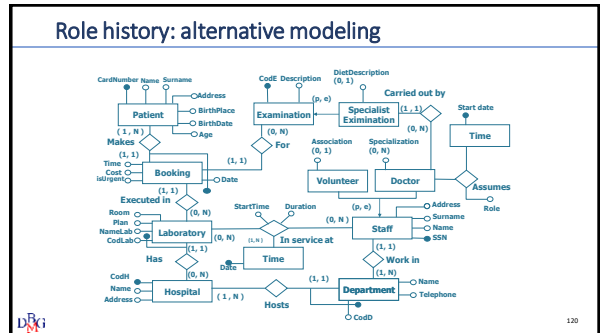 Role history: alternative modeling
CardNumber Name Surname
Address
Patient
BirthPlace
BirthDate
Age
(1, N)
Makes
(1, 1)
Time
Cost
isUrgent
Booking
Date
(1, 1)
(1, 1)
Executed in
(0, N)
Room
Plan
NameLab
CodLab
Laboratory
(0, N)
(1, 1)
Has
(0, N)
CodH
Name
Address
Hospital
(1, N)
Hosts
(1, 1)
CodE Description
Examination
(0, N)
For
(p, e)
DietDescription
(0, 1)
Specialist
Eximination
(1, 1)
Carried out by
(0, N)
Start date
Time
Association
(0, 1)
Specialization
(0, N)
Volunteer
Doctor
Assumes
Role
(p, e)
StartTime
Duration
In service at
(1, N)
Time
Date
(0, N)
Staff
Address
Surname
Name
SSN
(1, 1)
Work in
(1, N)
Department
Name
Telephone
CodD
DBMG
120